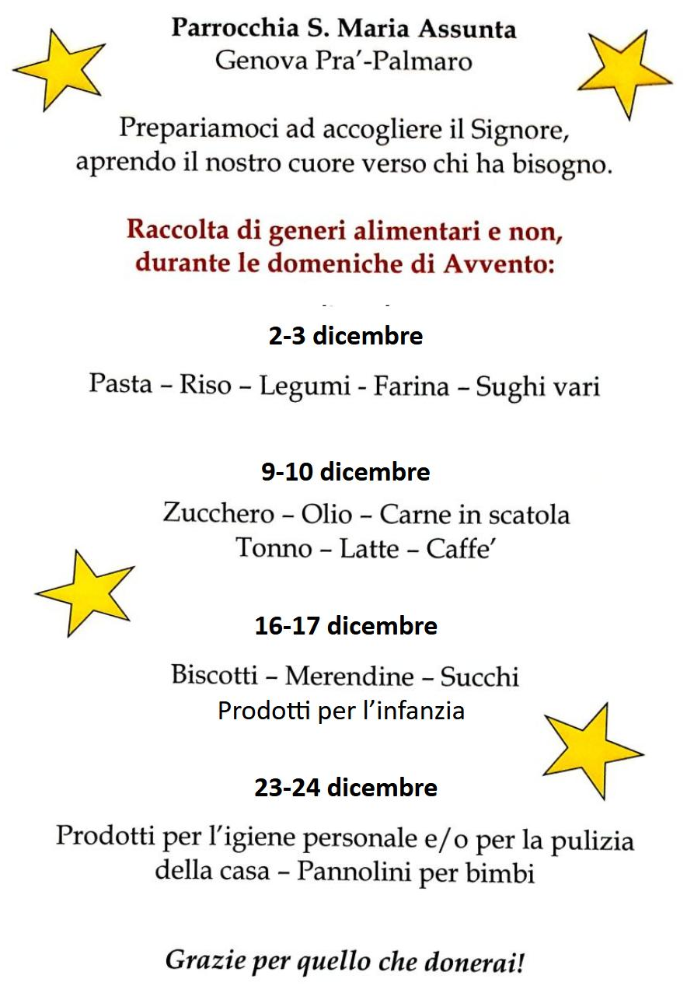 Parrocchia S. Maria Assunta
Genova Pra′-Palmaro
Prepariamoci ad accogliere il Signore,
aprendo il nostro cuore verso chi ha bisogno.
Raccolta di generi alimentari e non,
durante le domeniche di Avvento:
2-3 dicembre
Pasta – Riso – Legumi - Farina – Sughi vari
9-10 dicembre
Zucchero – Olio – Carne in scatola
Tonno – Latte – Caffe′
16-17 dicembre
Biscotti – Merendine – Succhi
Prodotti per l’infanzia
23-24 dicembre
Prodotti per l’igiene personale e/o per la pulizia
della casa – Pannolini per bimbi
Grazie per quello che donerai!